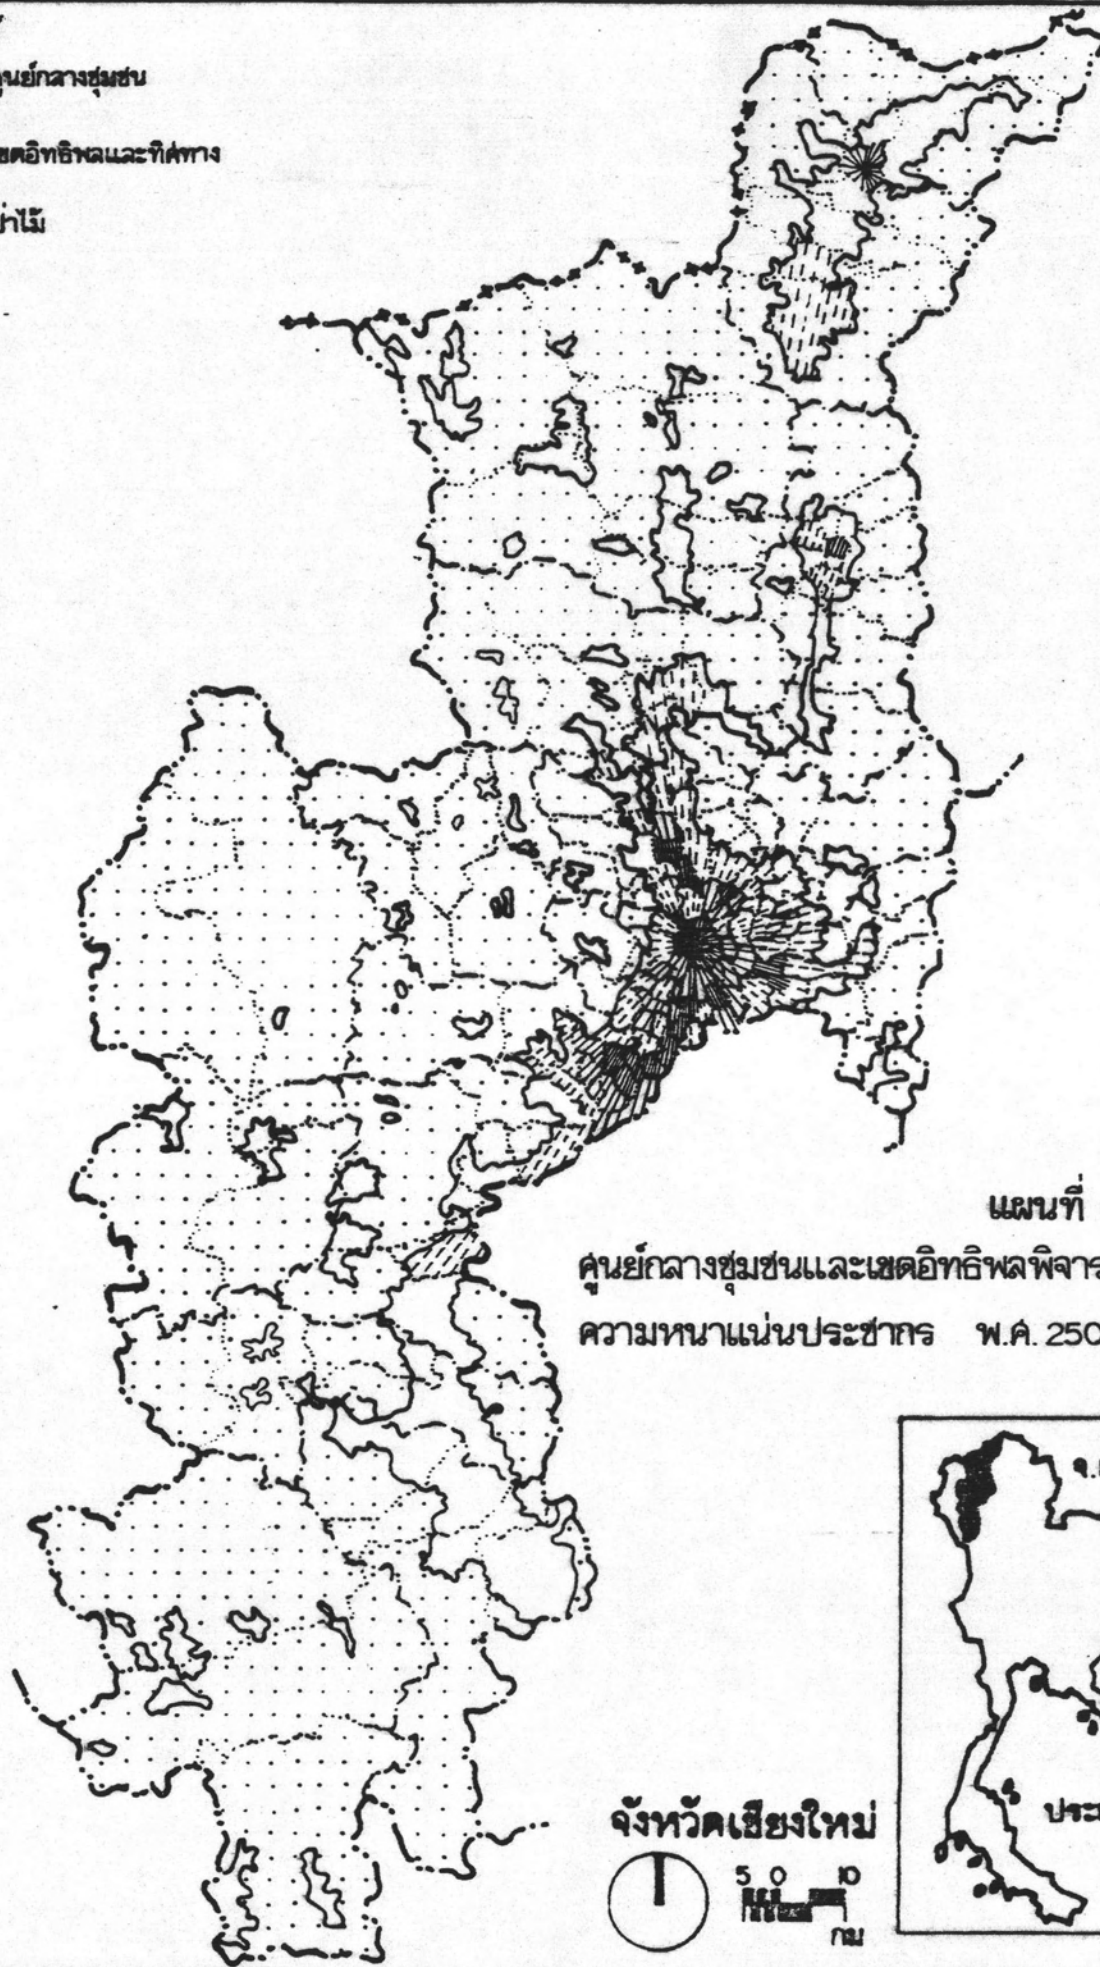 ศูนย์กลางชุมชน
เขตอิทธิพลและทิศทาง
ป่าไม้
แผนที่
ศูนย์กลางชุมชนและเขตอิทธิพลพิจาร
ความหนาแน่นประชากร พ.ศ. 250
จ.
ประ
จังหวัดเชียงใหม่
5 0 10
กม